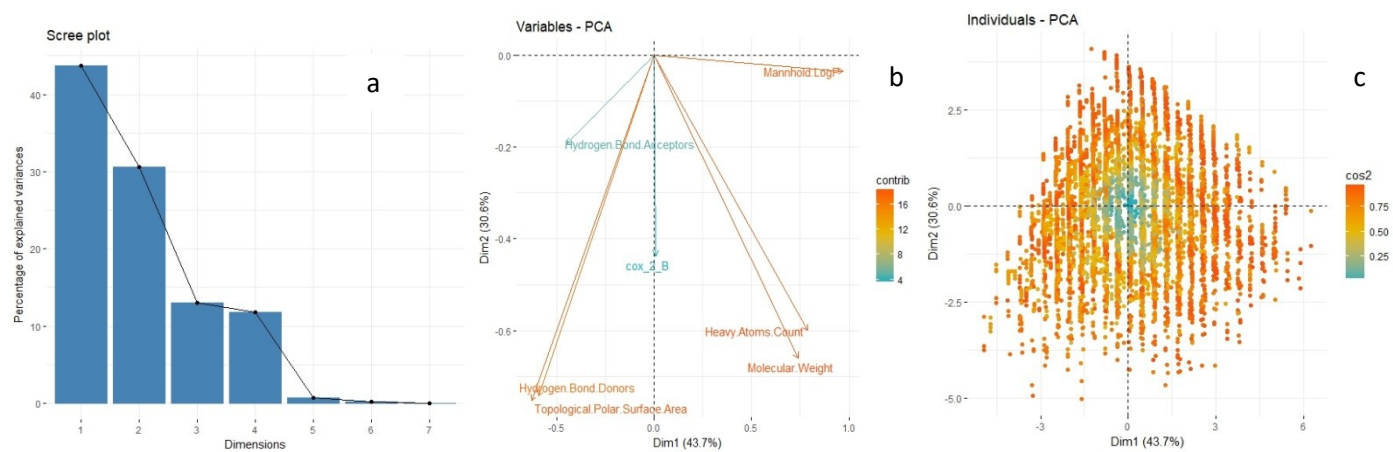 Scree plot
a
Percentage of explained variances
40
30
20
10
0
1 2 3 4 5 6 7
Dimensions
Variables - PCA
b
Dim2 (30.6%)
0.0
-0.2
-0.4
-0.6
Mannhold.LogP
Hydrogen.Bond.Acceptors
cox_2_B
Heavy.Atoms.Count
Molecular.Weight
Hydrogen.Bond.Donors
Topological.Polar.Surface.Area
-0.5 0.0 0.5 1.0
Dim1 (43.7%)
contrib
16
12
8
4
Individuals - PCA
c
Dim2 (30.6%)
2.5
0.0
-2.5
-5.0
-3 0 3 6
Dim1 (43.7%)
cos2
0.75
0.50
0.25